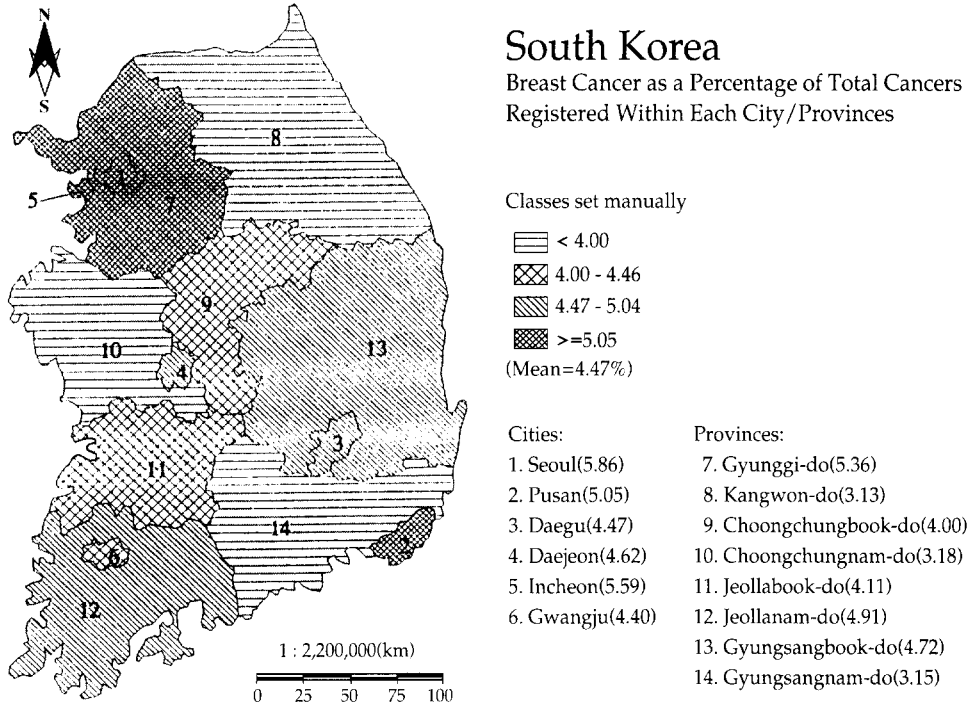 N
S
South Korea
Breast Cancer as a Percentage of Total Cancers
Registered Within Each City/Provinces
Classes set manually
< 4.00
4.00 - 4.46
4.47 - 5.04
>=5.05
(Mean=4.47%)
Cities:
1. Seoul(5.86)
2. Pusan(5.05)
3. Daegu(4.47)
4. Daejeon(4.62)
5. Incheon(5.59)
6. Gwangju(4.40)
Provinces:
7. Gyunggi-do(5.36)
8. Kangwon-do(3.13)
9. Choongchungbook-do(4.00)
10. Choongchungnam-do(3.18)
11. Jeollabook-do(4.11)
12. Jeollanam-do(4.91)
13. Gyungsangbook-do(4.72)
14. Gyungsangnam-do(3.15)
8
1
5
7
9
10
4
13
3
11
14
2
6
12
1 : 2,200,000(km)
0 25 50 75 100